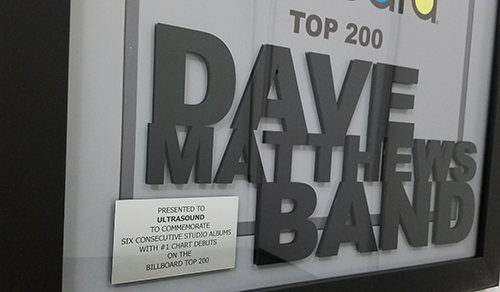 TOP 200
DAVE
MATTHEWS
BAND
PRESENTED TO
ULTRASOUND
TO COMMEMORATE
SIX CONSECUTIVE STUDIO ALBUMS
WITH #1 CHART DEBUTS
ON THE
BILLBOARD TOP 200